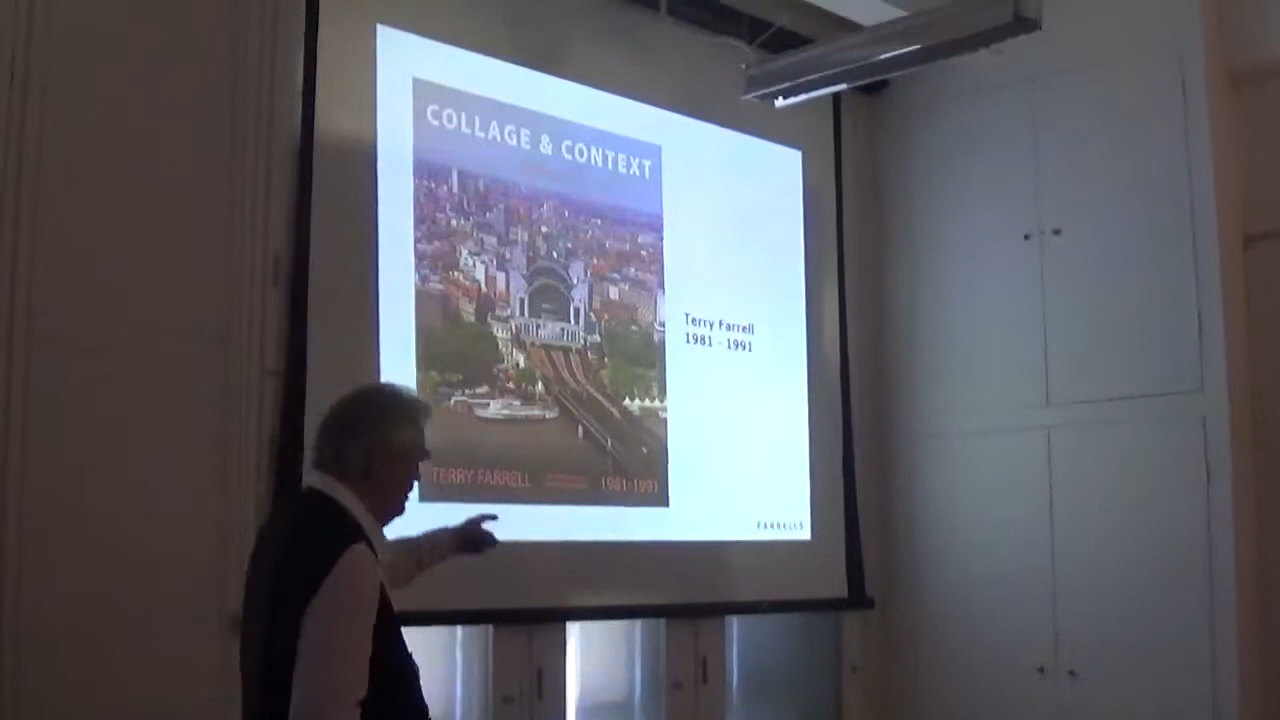 COLLAGE & CONTEXT
Terry Farrell
1981 - 1991
TERRY FARRELL
1981-1991
FARRELLS